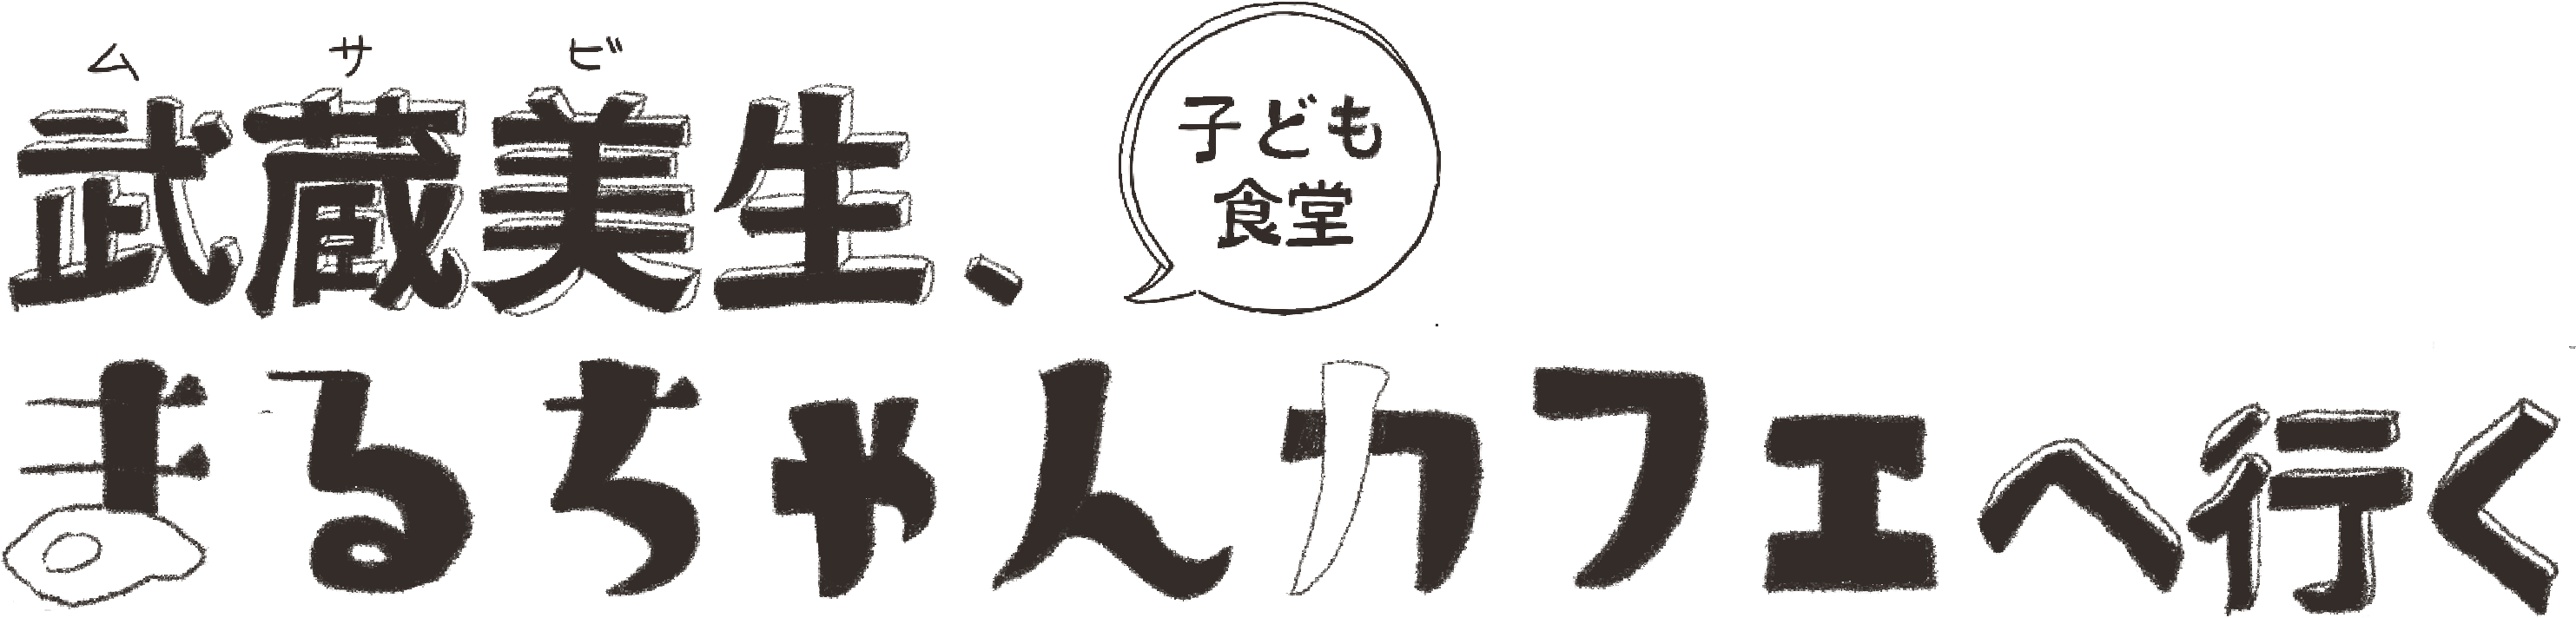 ムサビ
武蔵美生、
子ども
食堂
まるちゃんカフェへ行く